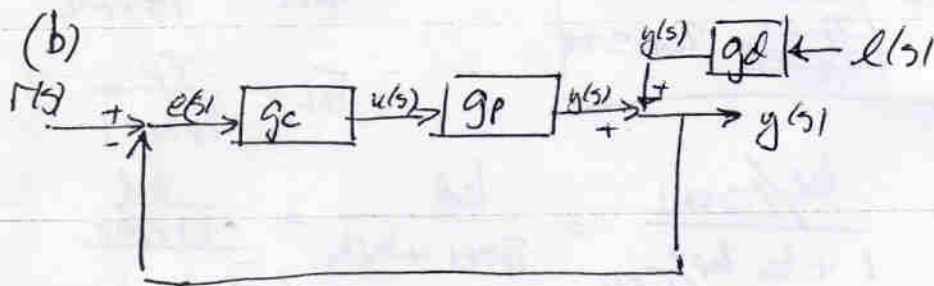 (b)
y(s) gd l(s)
r(s) + e(s) gc u(s) gp y(s) + + y(s)
-